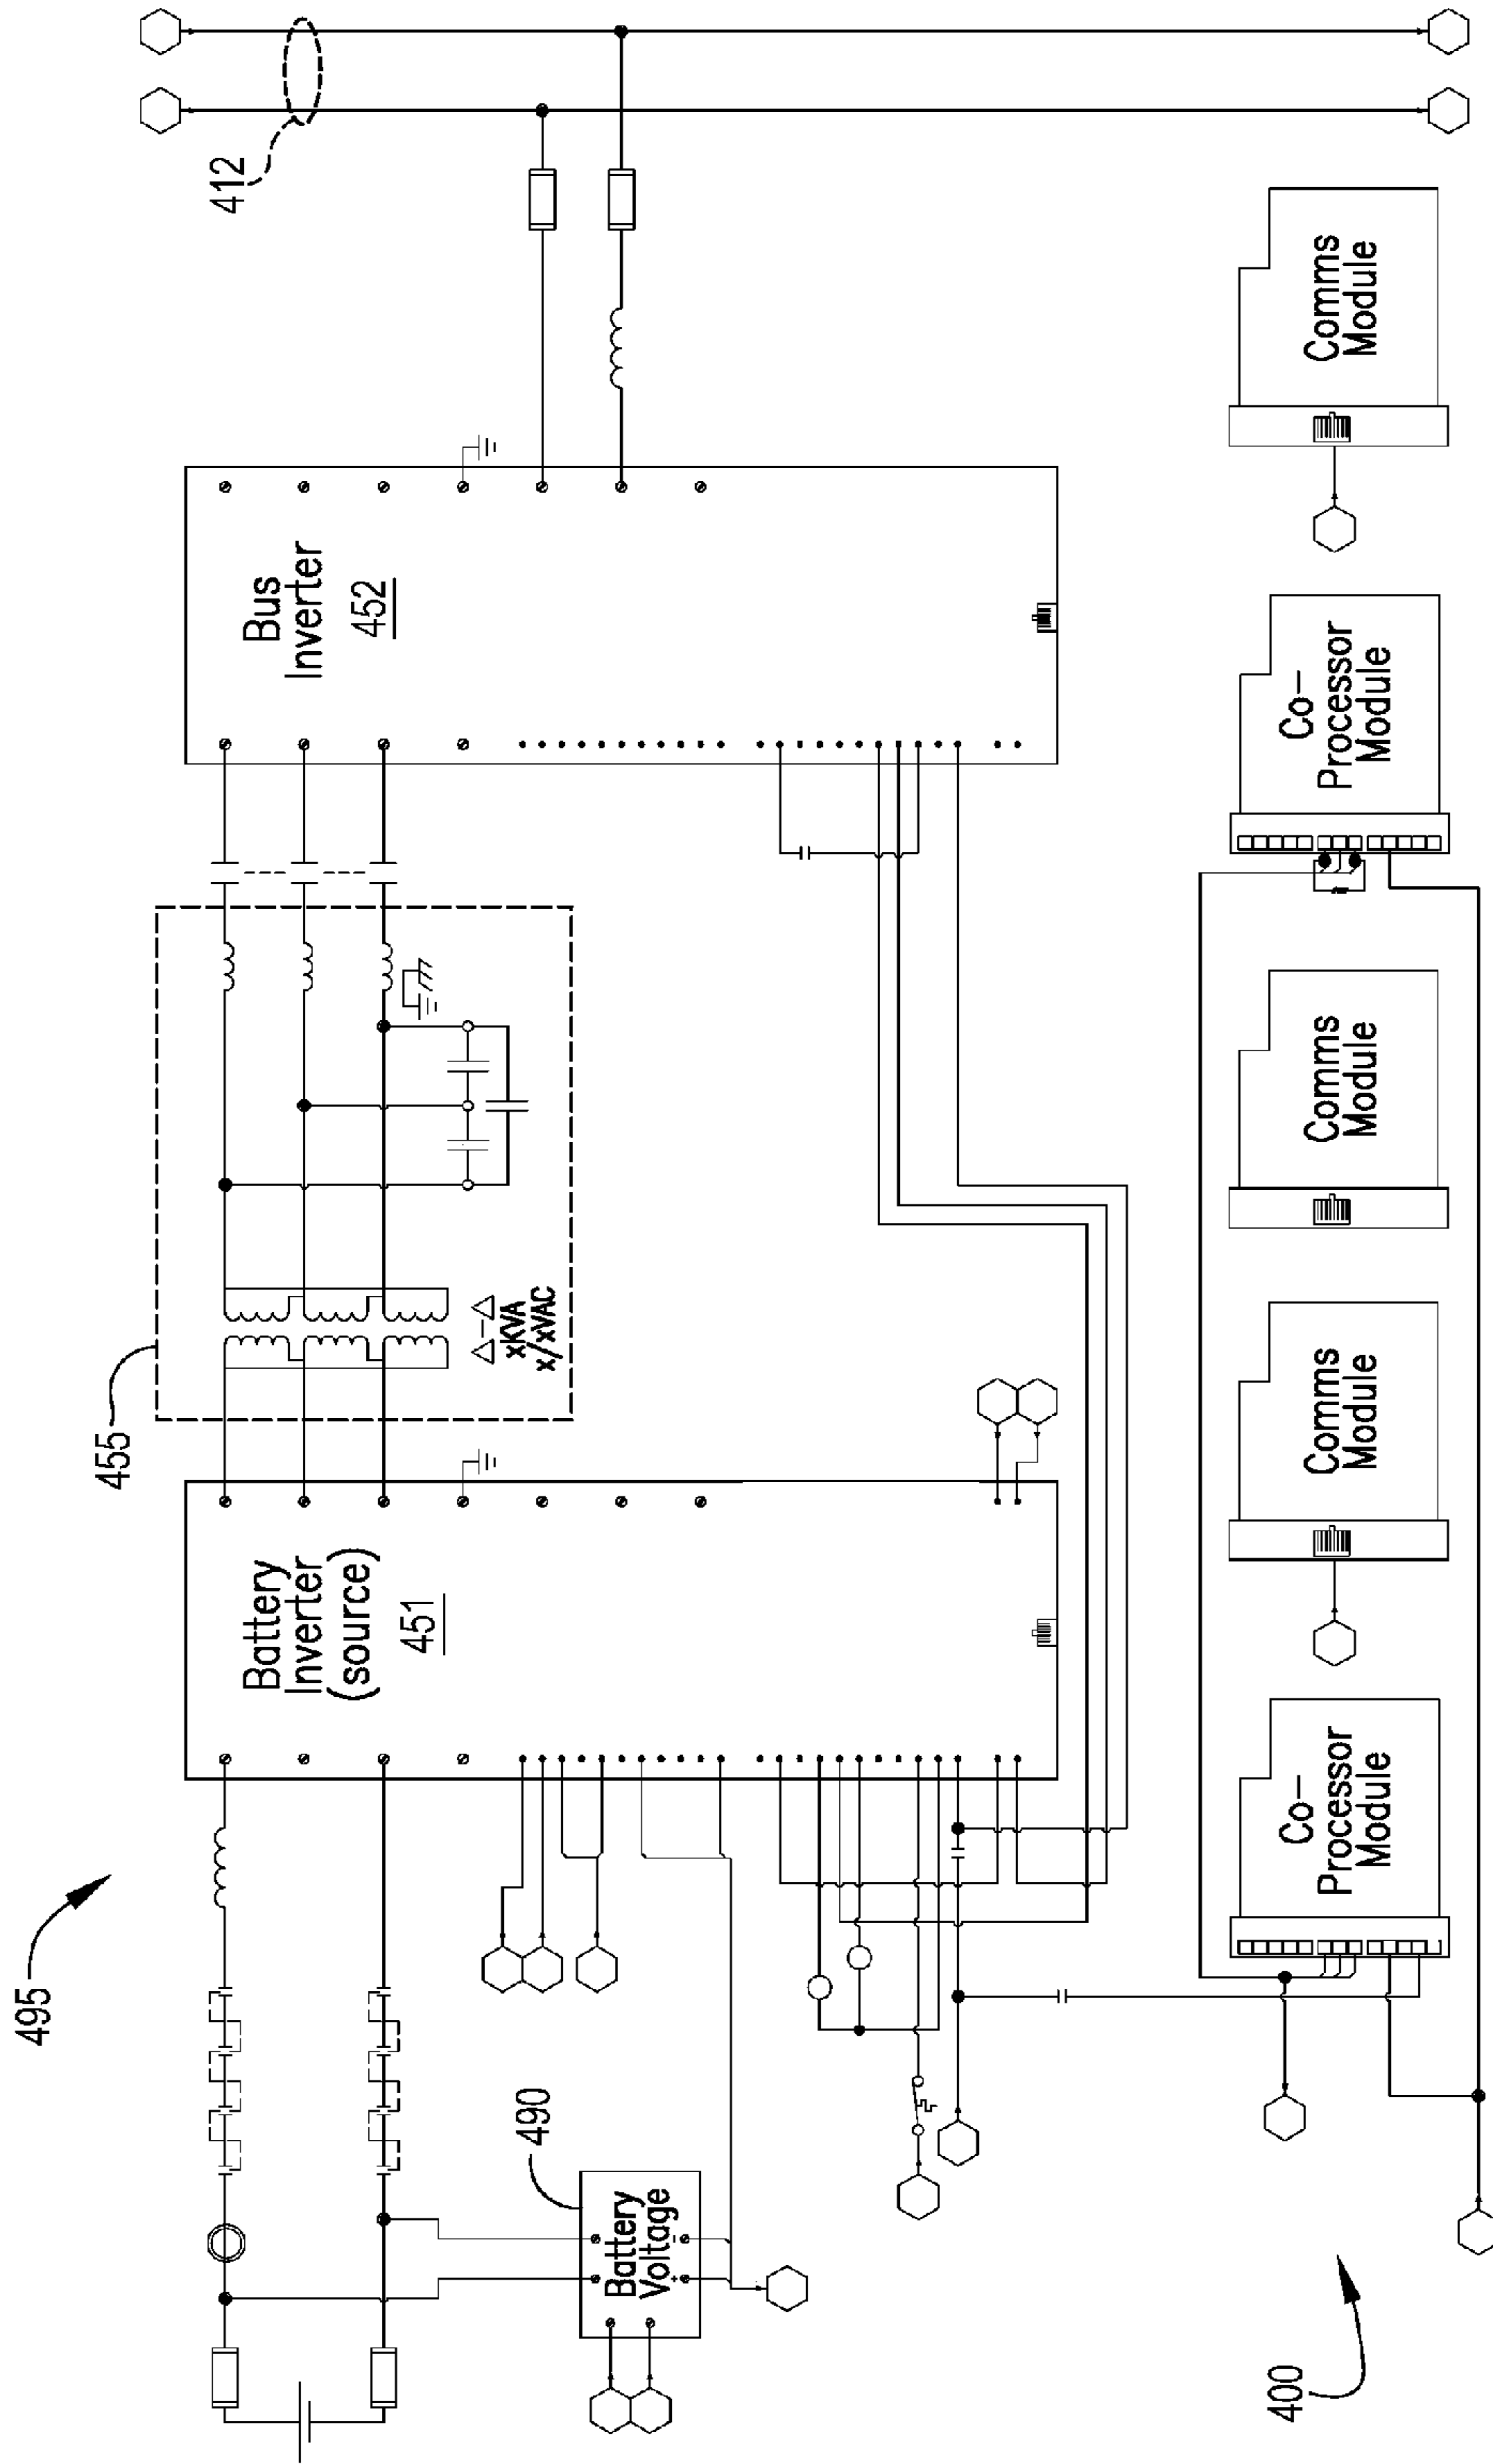 495
412
455
Battery
Inverter
(source)
451
Bus
Inverter
452
△–△
xKVA
x/xVAC
490
Battery
Voltage
+
–
400
Co–
Processor
Module
Comms
Module
Comms
Module
Co–
Processor
Module
Comms
Module